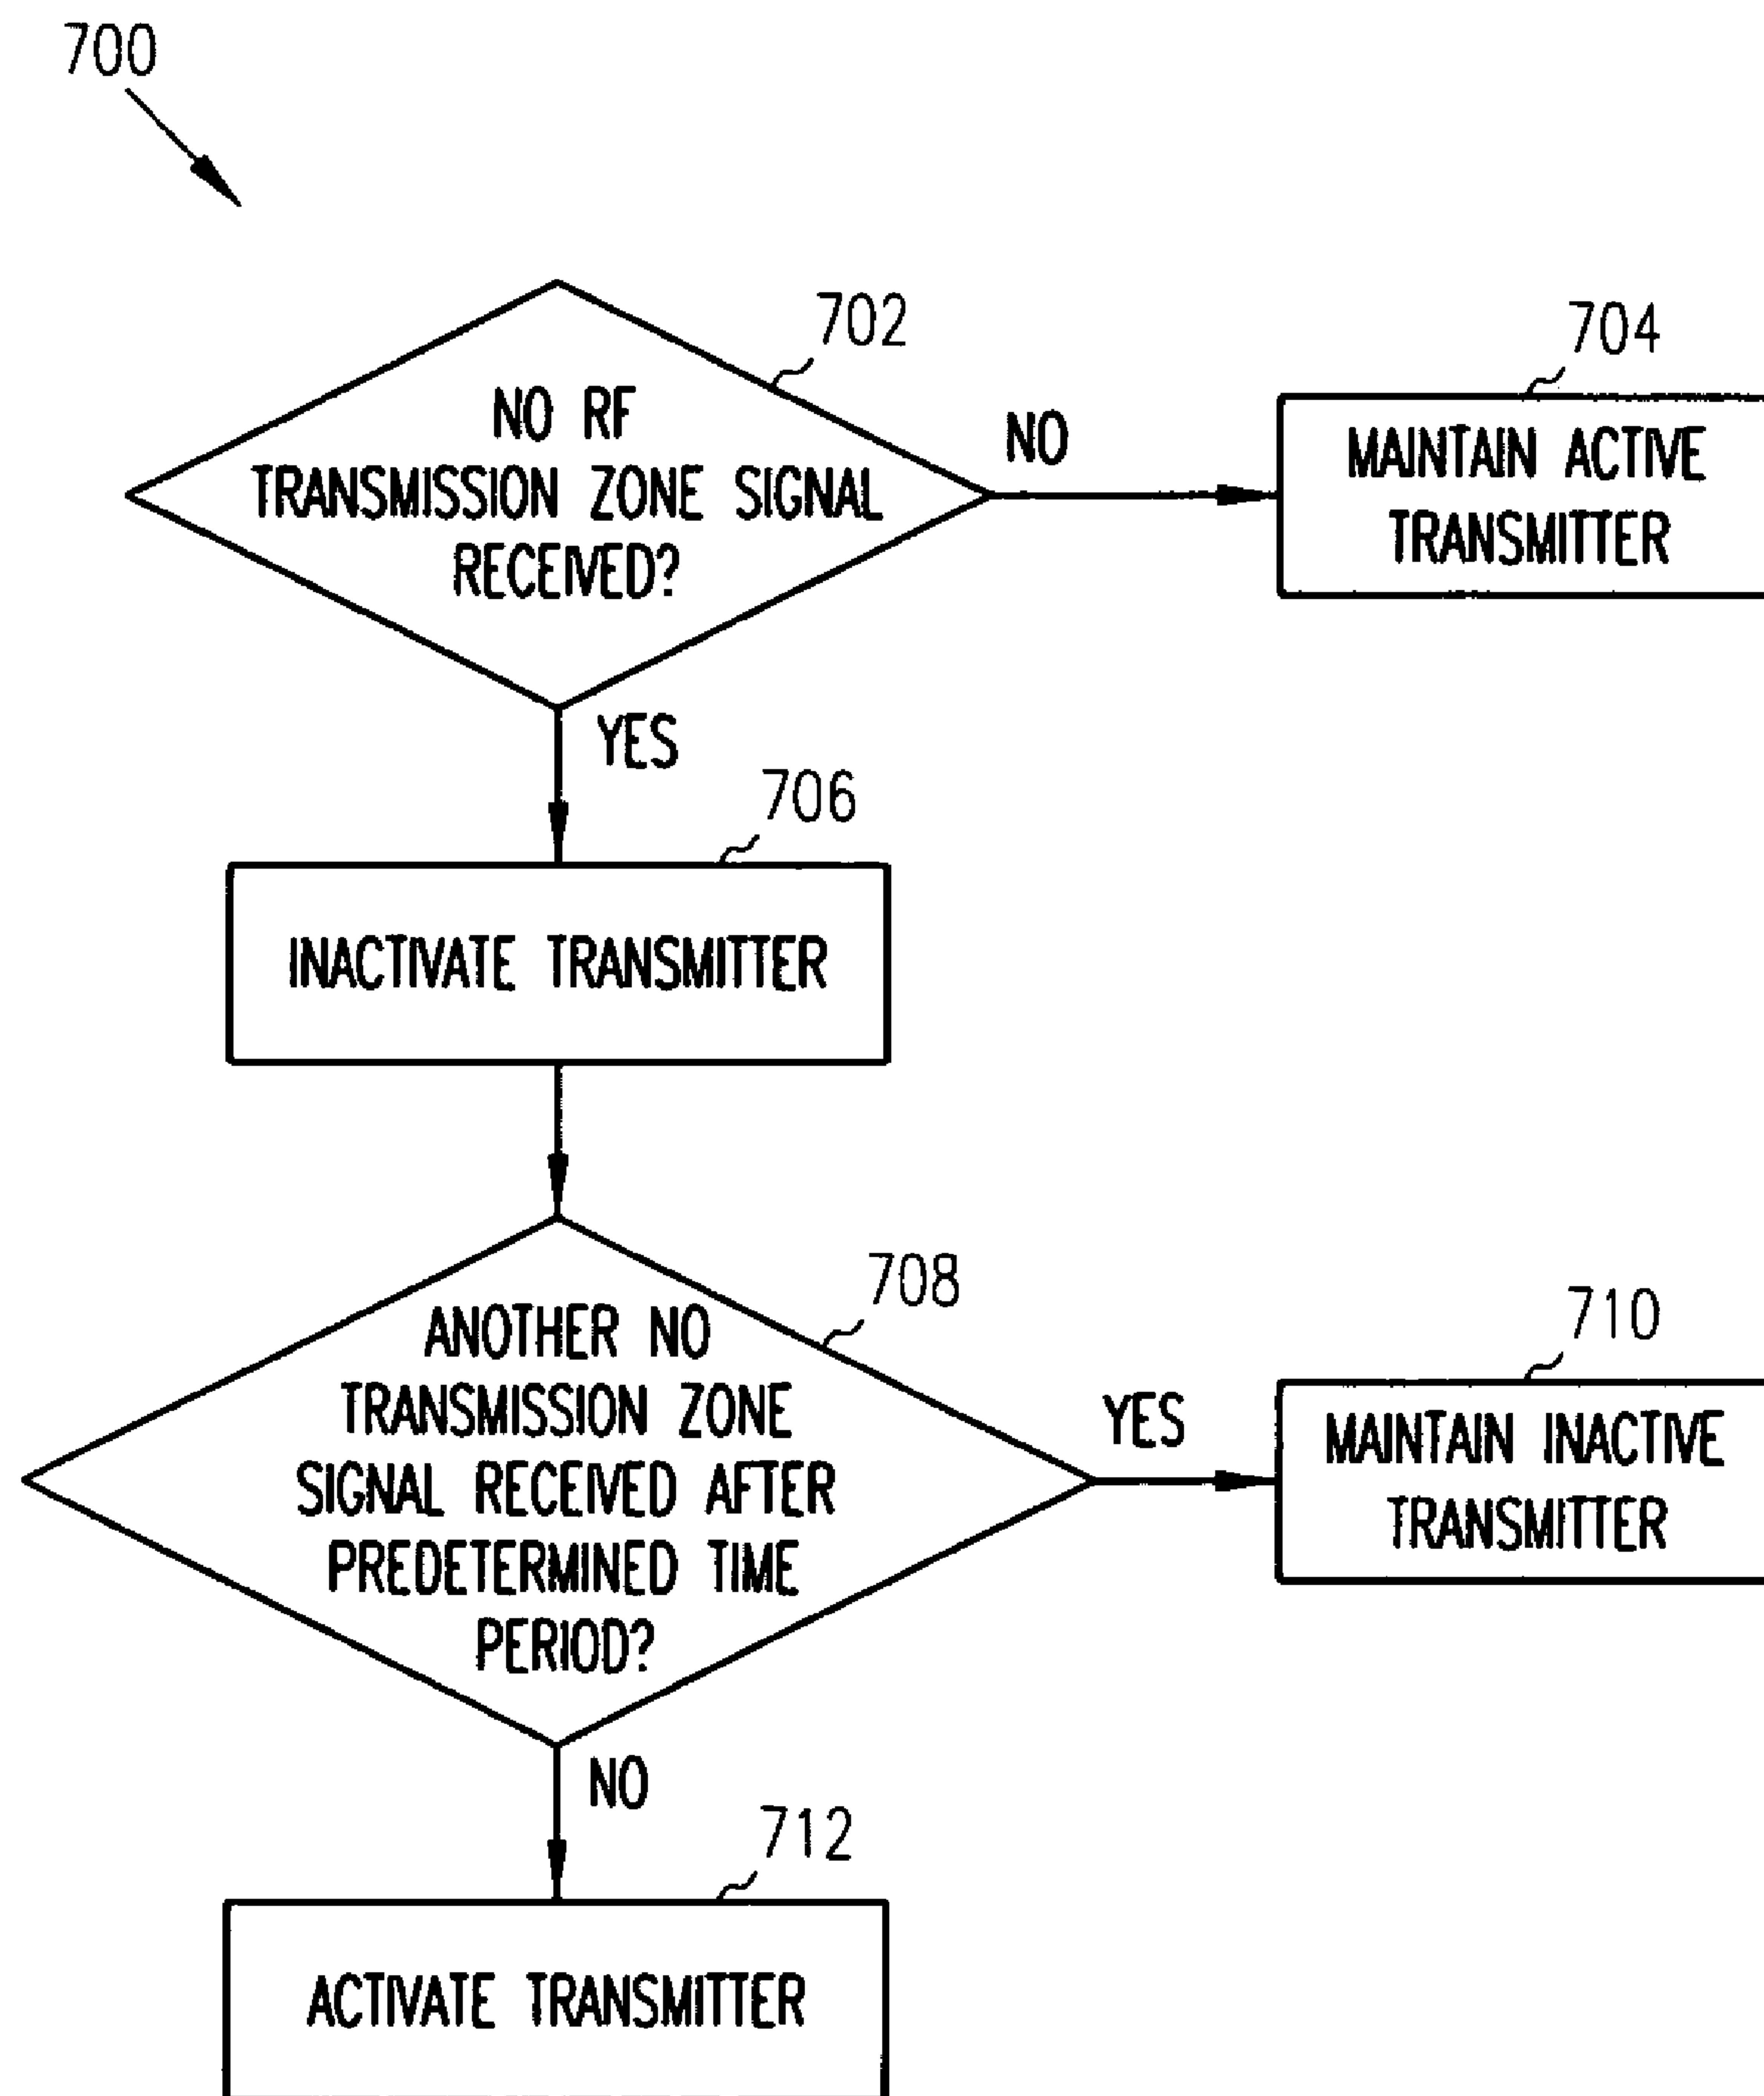 700
702
NO RF
TRANSMISSION ZONE SIGNAL
RECEIVED?
NO
704
MAINTAIN ACTIVE
TRANSMITTER
YES
706
INACTIVATE TRANSMITTER
708
ANOTHER NO
TRANSMISSION ZONE
SIGNAL RECEIVED AFTER
PREDETERMINED TIME
PERIOD?
YES
710
MAINTAIN INACTIVE
TRANSMITTER
NO
712
ACTIVATE TRANSMITTER